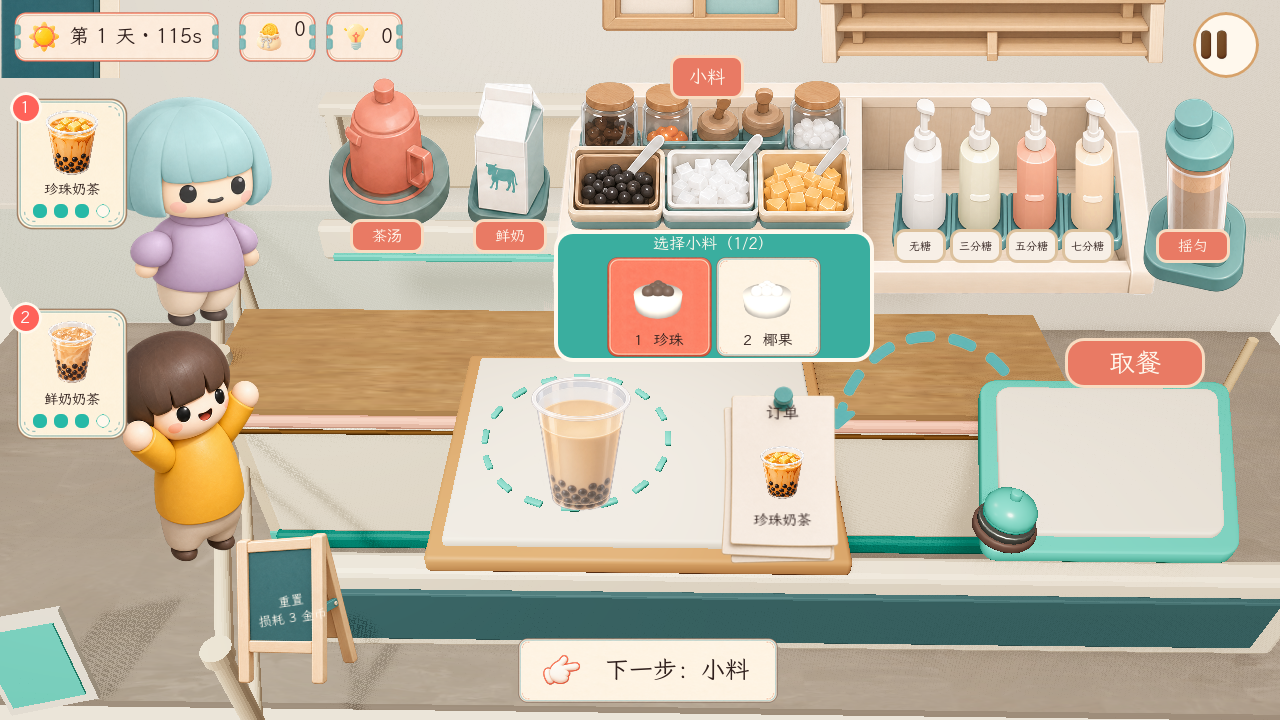 第 1 天·115s
0
0
小料
1
珍珠奶茶
茶汤
鲜奶
选择小料 (1/2)
1 珍珠
2 椰果
无糖
三分糖
五分糖
七分糖
摇匀
2
鲜奶奶茶
取餐
订单
珍珠奶茶
重置
损耗 3 金币
下一步: 小料